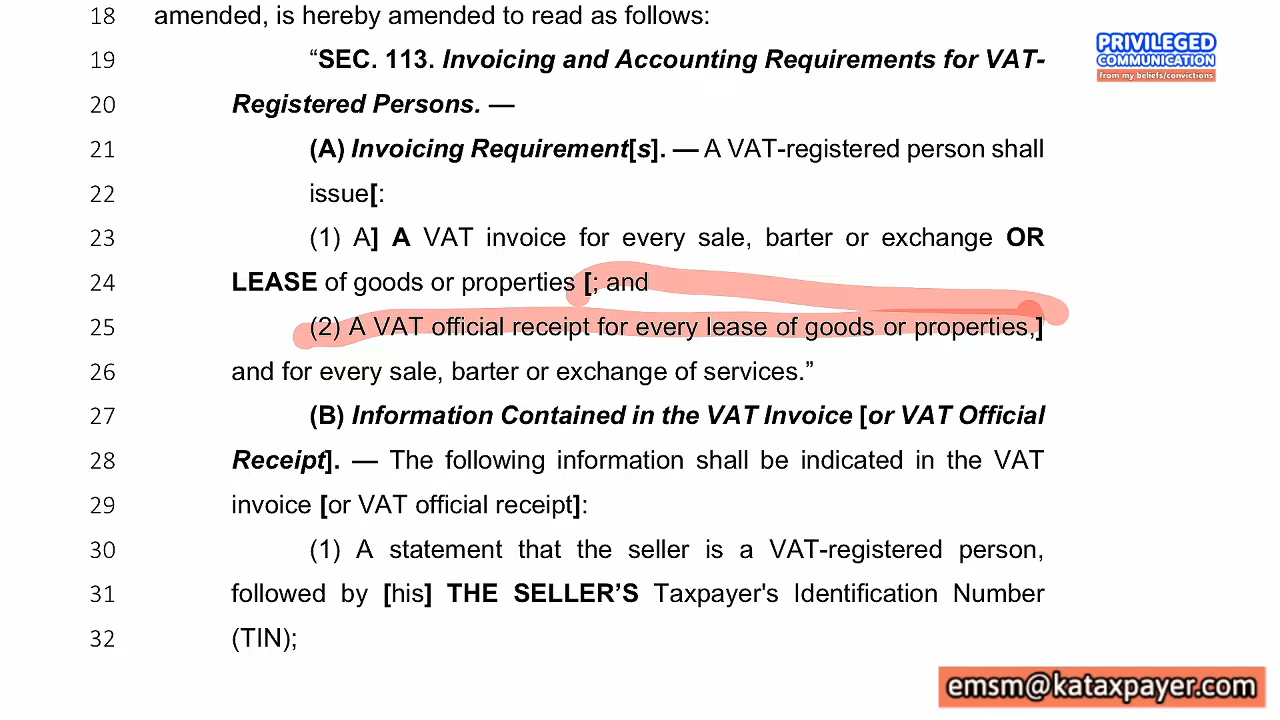 18 amended, is hereby amended to read as follows:
PRIVILEGED
COMMUNICATION
from my beliefs/convictions
19 “SEC. 113. Invoicing and Accounting Requirements for VAT-
20 Registered Persons. —
21 (A) Invoicing Requirement[s]. — A VAT-registered person shall
22 issue[:
23 (1) A] A VAT invoice for every sale, barter or exchange OR
24 LEASE of goods or properties [; and
25 (2) A VAT official receipt for every lease of goods or properties,]
26 and for every sale, barter or exchange of services.”
27 (B) Information Contained in the VAT Invoice [or VAT Official
28 Receipt]. — The following information shall be indicated in the VAT
29 invoice [or VAT official receipt]:
30 (1) A statement that the seller is a VAT-registered person,
31 followed by [his] THE SELLER’S Taxpayer's Identification Number
32 (TIN);
emsm@kataxpayer.com